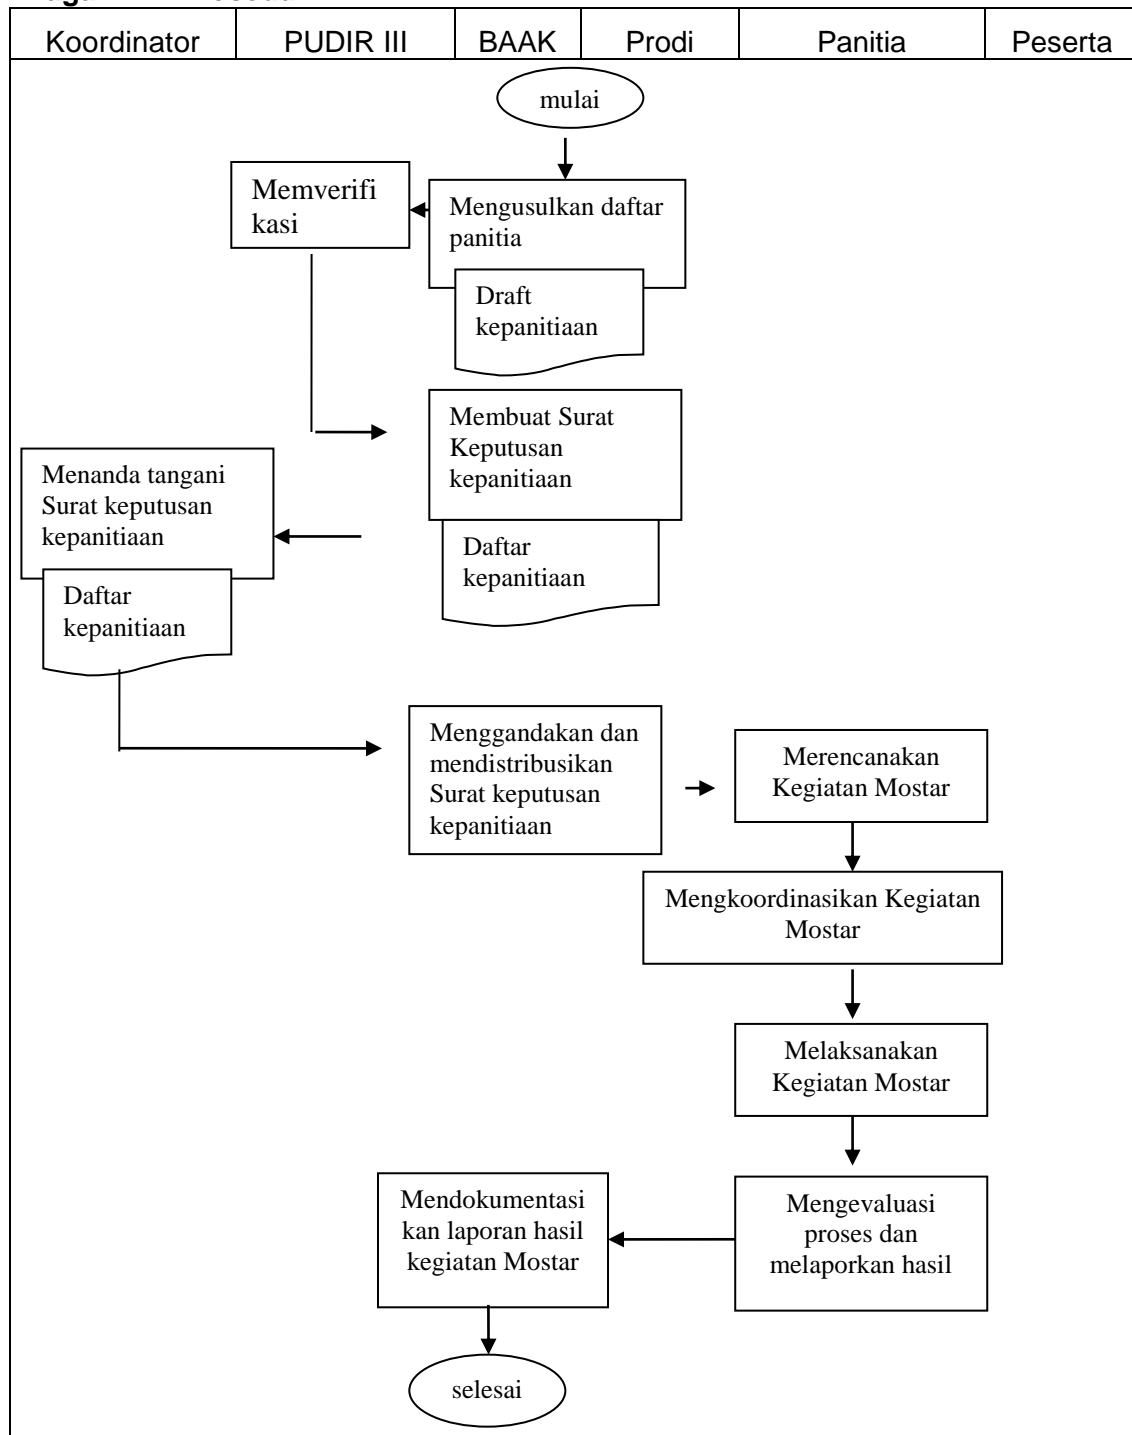 Koordinator PUDIR III BAAK Prodi Panitia Peserta
mulai
Memverifi
kasi
Mengusulkan daftar
panitia
Draft
kepanitiaan
Membuat Surat
Keputusan
kepanitiaan
Menanda tangani
Surat keputusan
kepanitiaan
Daftar
kepanitiaan
Daftar
kepanitiaan
Menggandakan dan
mendistribusikan
Surat keputusan
kepanitiaan
Merencanakan
Kegiatan Mostar
Mengkoordinasikan Kegiatan
Mostar
Melaksanakan
Kegiatan Mostar
Mengevaluasi
proses dan
melaporkan hasil
Mendokumentasi
kan laporan hasil
kegiatan Mostar
selesai